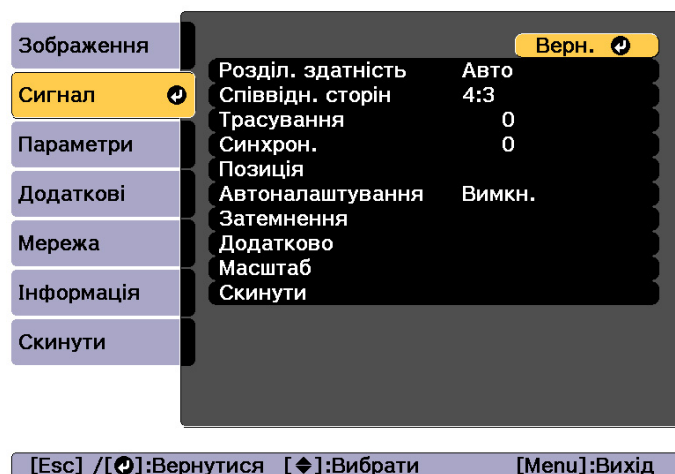 Зображення
Сигнал
Параметри
Додаткові
Мережа
Інформація
Скинути
Верн.
Розділ. здатність Авто
Співвідн. сторін 4:3
Трасування 0
Синхрон. 0
Позиція
Автоналаштування Вимкн.
Затемнення
Додатково
Масштаб
Скинути
[Esc] /[⏎]:Вернутися [◆]:Вибрати [Menu]:Вихід